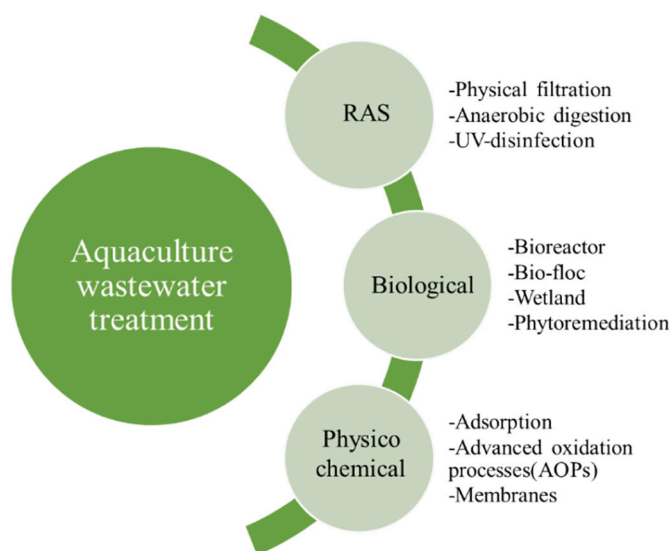 Aquaculture
wastewater
treatment
RAS
-Physical filtration
-Anaerobic digestion
-UV-disinfection
Biological
-Bioreactor
-Bio-floc
-Wetland
-Phytoremediation
Physico
chemical
-Adsorption
-Advanced oxidation
processes(AOPs)
-Membranes